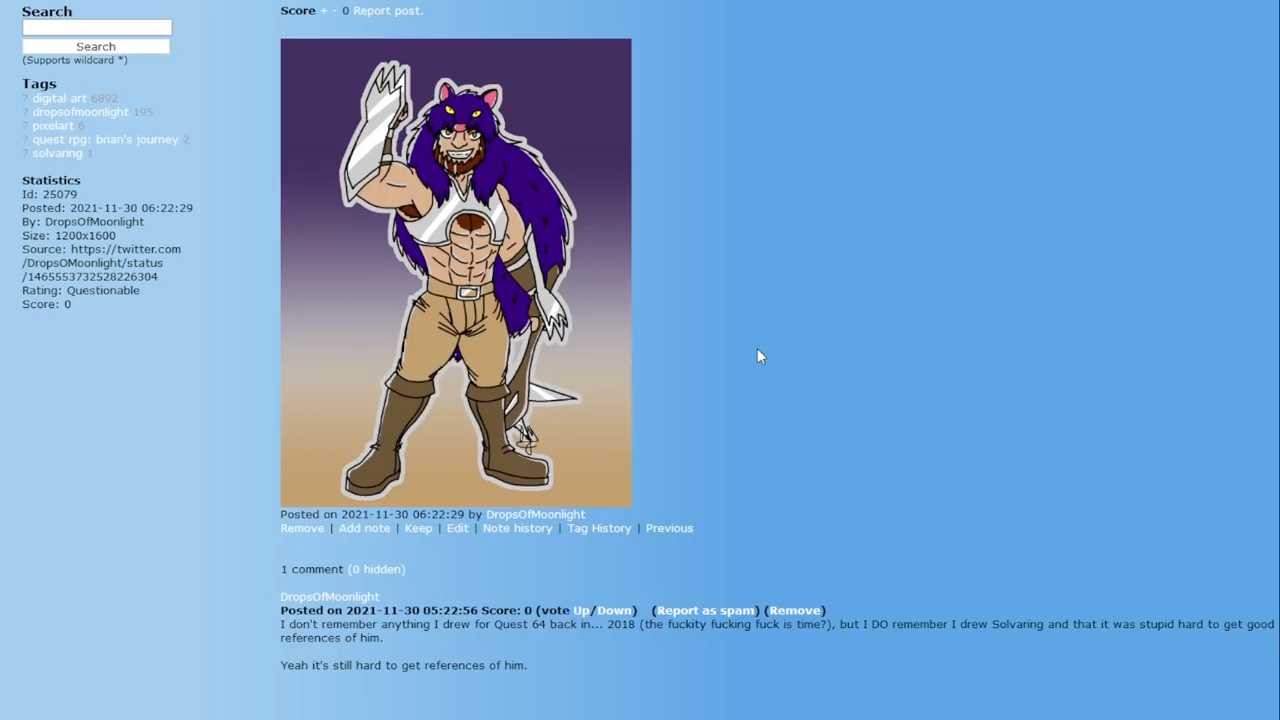 Search
Search
(Supports wildcard *)
Tags
? digital art 6892
? dropsofmoonlight 195
? pixelart 6
? quest rpg: brian's journey 2
? solvaring 1
Statistics
Id: 25079
Posted: 2021-11-30 06:22:29
By: DropsOfMoonlight
Size: 1200x1600
Source: https://twitter.com
/DropsOMoonlight/status
/1465553732528226304
Rating: Questionable
Score: 0
Score + - 0 Report post.
Posted on 2021-11-30 06:22:29 by DropsOfMoonlight
Remove | Add note | Keep | Edit | Note history | Tag History | Previous
1 comment (0 hidden)
DropsOfMoonlight
Posted on 2021-11-30 05:22:56 Score: 0 (vote Up/Down) (Report as spam) (Remove)
I don't remember anything I drew for Quest 64 back in... 2018 (the fuckity fucking fuck is time?), but I DO remember I drew Solvaring and that it was stupid hard to get good
references of him.
Yeah it's still hard to get references of him.